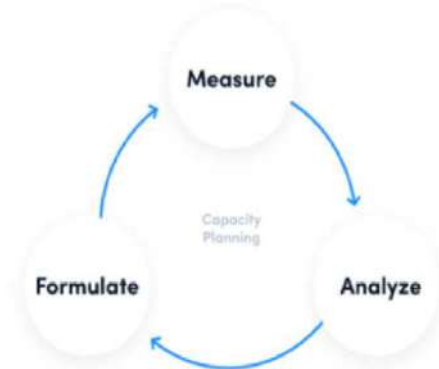 Measure
Capacity
Planning
Formulate
Analyze